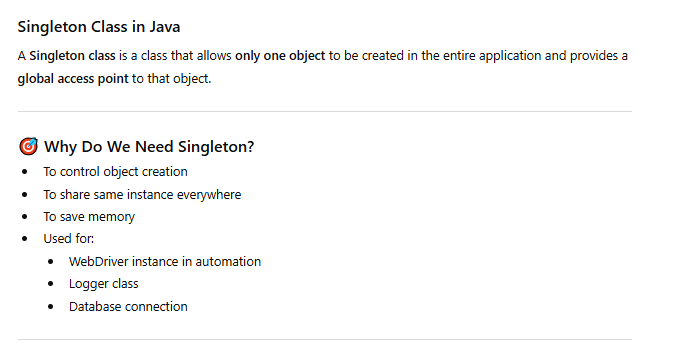 Singleton Class in Java
A Singleton class is a class that allows only one object to be created in the entire application and provides a
global access point to that object.
🎯 Why Do We Need Singleton?
• To control object creation
• To share same instance everywhere
• To save memory
• Used for:
• WebDriver instance in automation
• Logger class
• Database connection